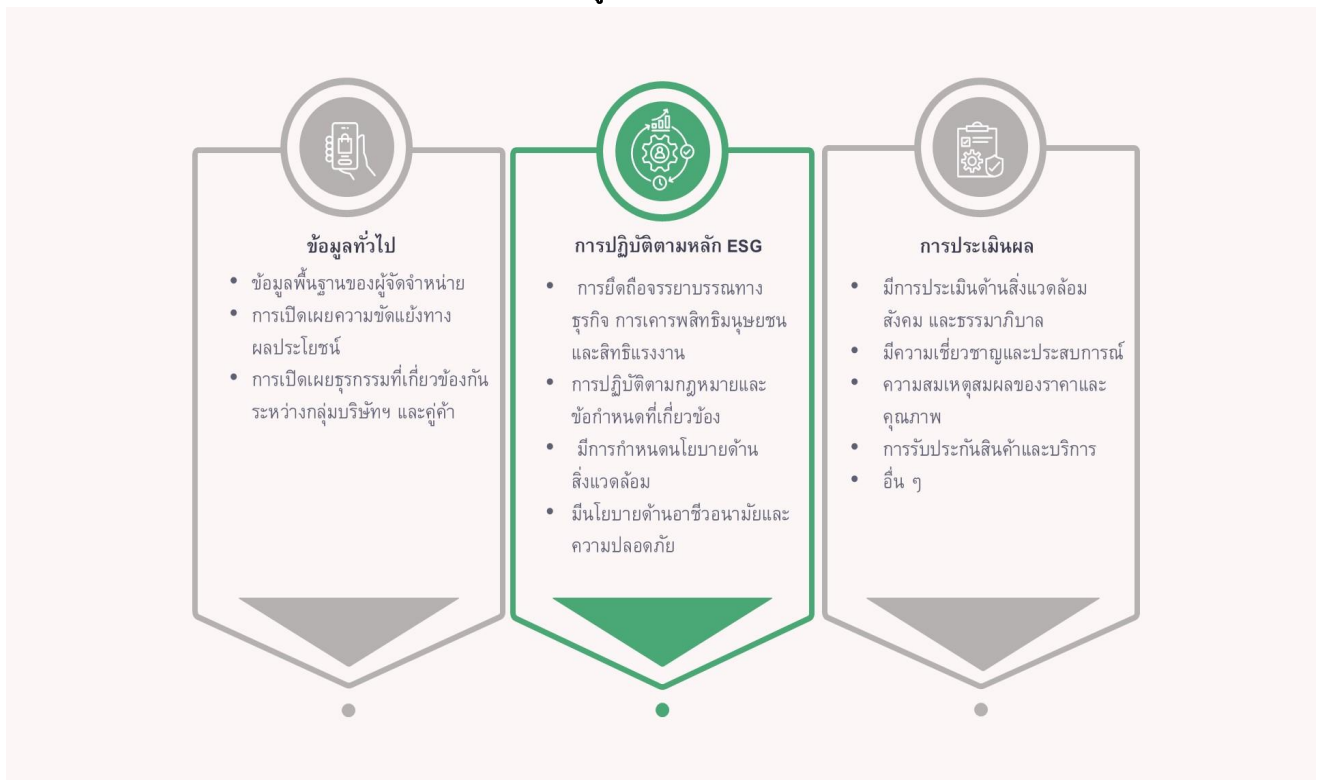 ข้อมูลทั่วไป
• ข้อมูลพื้นฐานของผู้จัดจำหน่าย
• การเปิดเผยความขัดแย้งทาง
ผลประโยชน์
• การเปิดเผยธุรกรรมที่เกี่ยวข้องกัน
ระหว่างกลุ่มบริษัทฯ และคู่ค้า
การปฏิบัติตามหลัก ESG
• การยึดถือจรรยาบรรณทาง
ธุรกิจ การเคารพสิทธิมนุษยชน
และสิทธิแรงงาน
• การปฏิบัติตามกฎหมายและ
ข้อกำหนดที่เกี่ยวข้อง
• มีการกำหนดนโยบายด้าน
สิ่งแวดล้อม
• มีนโยบายด้านอาชีวอนามัยและ
ความปลอดภัย
การประเมินผล
• มีการประเมินด้านสิ่งแวดล้อม
สังคม และธรรมาภิบาล
• มีความเชี่ยวชาญและประสบการณ์
• ความสมเหตุสมผลของราคาและ
คุณภาพ
• การรับประกันสินค้าและบริการ
• อื่น ๆ